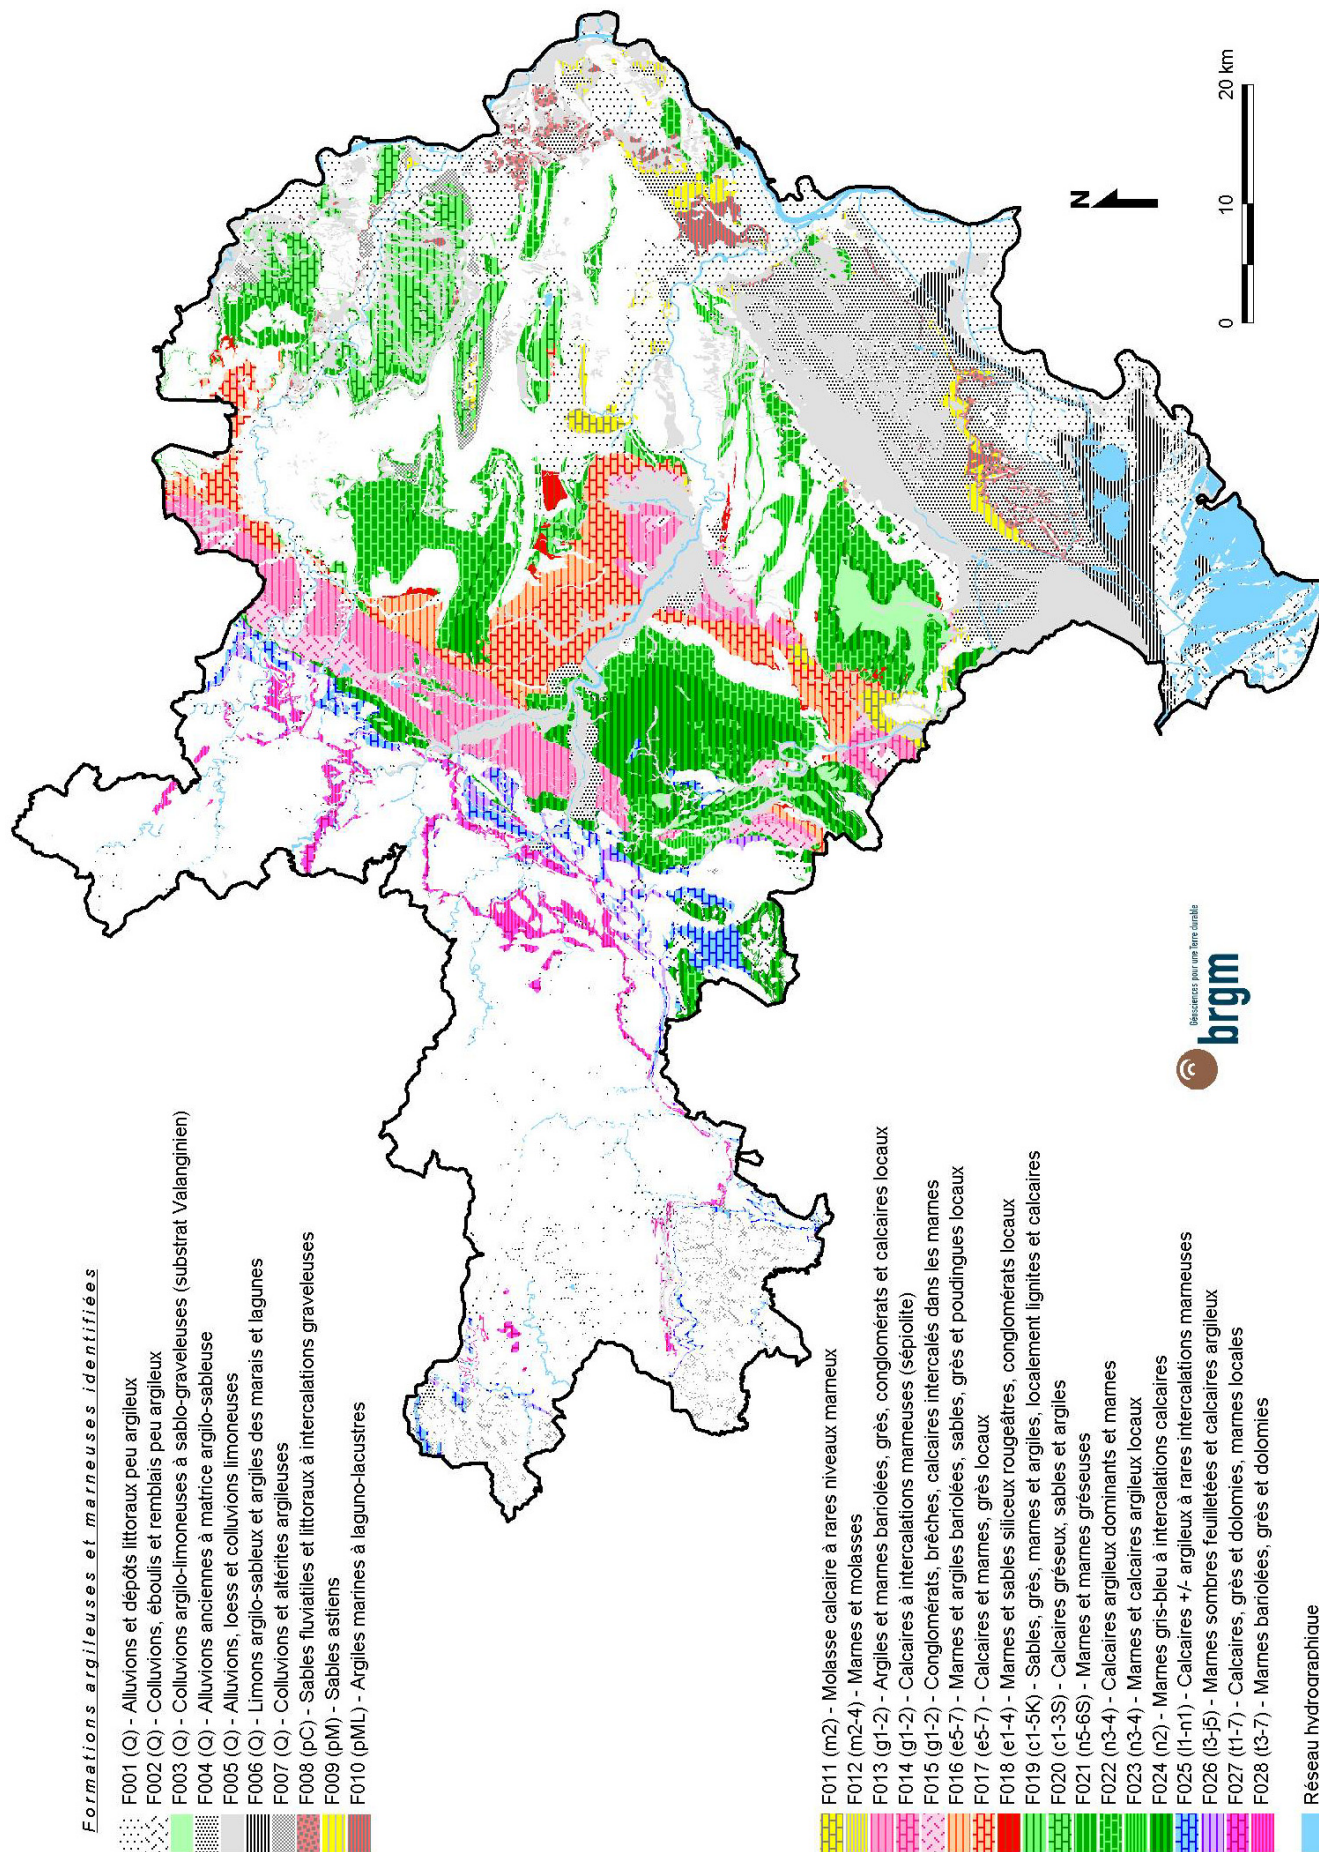 Formations argileuses et marneuses identifiées
F001 (Q) - Alluvions et dépôts littoraux peu argileux
F002 (Q) - Colluvions, éboulis et remblais peu argileux
F003 (Q) - Colluvions argilo-limoneuses à sablo-graveleuses (substrat Valanginien)
F004 (Q) - Alluvions anciennes à matrice argilo-sableuse
F005 (Q) - Alluvions, loess et colluvions limoneuses
F006 (Q) - Limons argilo-sableux et argiles des marais et lagunes
F007 (Q) - Colluvions et altérites argileuses
F008 (pC) - Sables fluviatiles et littoraux à intercalations graveleuses
F009 (pM) - Sables astiens
F010 (pML) - Argiles marines à laguno-lacustres
F011 (m2) - Molasse calcaire à rares niveaux marneux
F012 (m2-4) - Marnes et molasses
F013 (g1-2) - Argiles et marnes bariolées, grès, conglomérats et calcaires locaux
F014 (g1-2) - Calcaires à intercalations marneuses (sépiolite)
F015 (g1-2) - Conglomérats, brêches, calcaires intercalés dans les marnes
F016 (e5-7) - Marnes et argiles bariolées, sables, grès et poudingues locaux
F017 (e5-7) - Calcaires et marnes, grès locaux
F018 (e1-4) - Marnes et sables siliceux rougeâtres, conglomérats locaux
F019 (c1-5K) - Sables, grès, marnes et argiles, localement lignites et calcaires
F020 (c1-3S) - Calcaires gréseux, sables et argiles
F021 (n5-6S) - Marnes et marnes gréseuses
F022 (n3-4) - Calcaires argileux dominants et marnes
F023 (n3-4) - Marnes et calcaires argileux locaux
F024 (n2) - Marnes gris-bleu à intercalations calcaires
F025 (l1-n1) - Calcaires +/- argileux à rares intercalations marneuses
F026 (l3-j5) - Marnes sombres feuilletées et calcaires argileux
F027 (t1-7) - Calcaires, grès et dolomies, marnes locales
F028 (t3-7) - Marnes bariolées, grès et dolomies
Réseau hydrographique
Géosciences pour une Terre durable
brgm
N
0 10 20 km